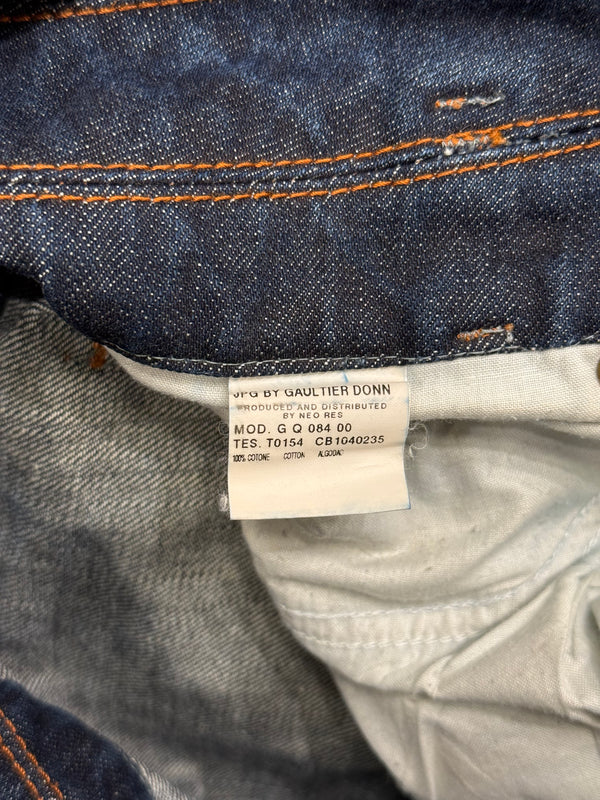 JPG BY GAULTIER DONN
PRODUCED AND DISTRIBUTED
BY NEO RES
MOD. G Q 084 00
TES. T0154 CB1040235
100% COTONE COTTON ALGODAO